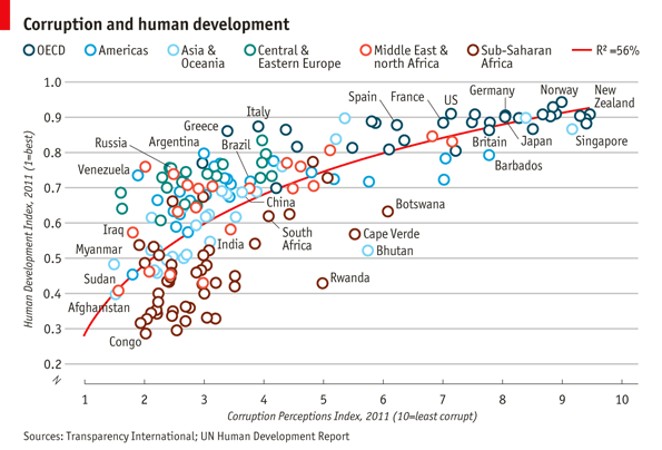 Corruption and human development
OECD
Americas
Asia &
Oceania
Central &
Eastern Europe
Middle East &
north Africa
Sub-Saharan
Africa
R² =56%
Human Development Index, 2011 (1=best)
1.0
0.9
0.8
0.7
0.6
0.5
0.4
0.3
0.2
Germany
Norway
New
Zealand
Spain
France
US
Italy
Greece
Russia
Argentina
Brazil
Britain
Japan
Singapore
Venezuela
Barbados
China
Botswana
Iraq
South
Africa
Cape Verde
India
Myanmar
Bhutan
Sudan
Rwanda
Afghanistan
Congo
1
2
3
4
5
6
7
8
9
10
Corruption Perceptions Index, 2011 (10=least corrupt)
Sources: Transparency International; UN Human Development Report